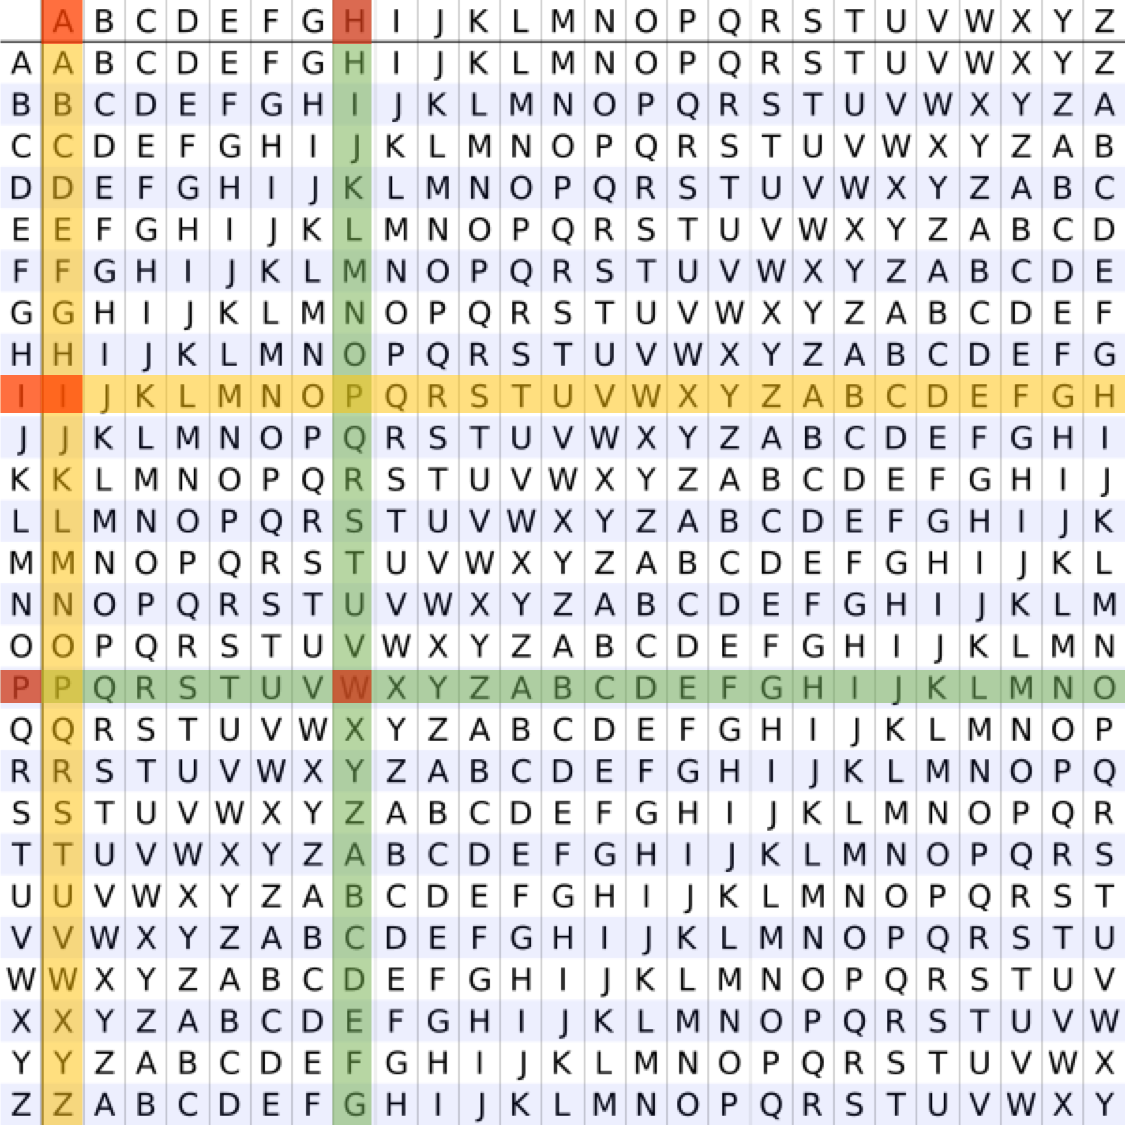 A B C D E F G H I J K L M N O P Q R S T U V W X Y Z
A A B C D E F G H I J K L M N O P Q R S T U V W X Y Z
B B C D E F G H I J K L M N O P Q R S T U V W X Y Z A
C C D E F G H I J K L M N O P Q R S T U V W X Y Z A B
D D E F G H I J K L M N O P Q R S T U V W X Y Z A B C
E E F G H I J K L M N O P Q R S T U V W X Y Z A B C D
F F G H I J K L M N O P Q R S T U V W X Y Z A B C D E
G G H I J K L M N O P Q R S T U V W X Y Z A B C D E F
H H I J K L M N O P Q R S T U V W X Y Z A B C D E F G
I I J K L M N O P Q R S T U V W X Y Z A B C D E F G H
J J K L M N O P Q R S T U V W X Y Z A B C D E F G H I
K K L M N O P Q R S T U V W X Y Z A B C D E F G H I J
L L M N O P Q R S T U V W X Y Z A B C D E F G H I J K
M M N O P Q R S T U V W X Y Z A B C D E F G H I J K L
N N O P Q R S T U V W X Y Z A B C D E F G H I J K L M
O O P Q R S T U V W X Y Z A B C D E F G H I J K L M N
P P Q R S T U V W X Y Z A B C D E F G H I J K L M N O
Q Q R S T U V W X Y Z A B C D E F G H I J K L M N O P
R R S T U V W X Y Z A B C D E F G H I J K L M N O P Q
S S T U V W X Y Z A B C D E F G H I J K L M N O P Q R
T T U V W X Y Z A B C D E F G H I J K L M N O P Q R S
U U V W X Y Z A B C D E F G H I J K L M N O P Q R S T
V V W X Y Z A B C D E F G H I J K L M N O P Q R S T U
W W X Y Z A B C D E F G H I J K L M N O P Q R S T U V
X X Y Z A B C D E F G H I J K L M N O P Q R S T U V W
Y Y Z A B C D E F G H I J K L M N O P Q R S T U V W X
Z Z A B C D E F G H I J K L M N O P Q R S T U V W X Y